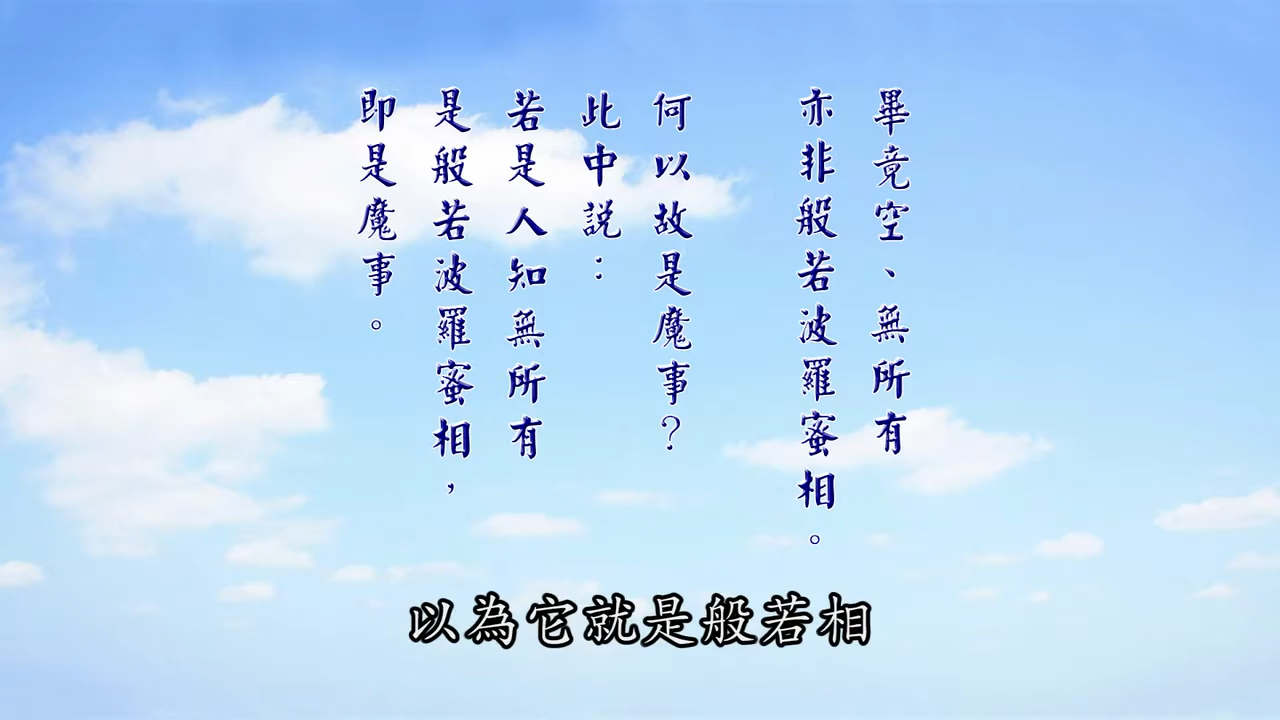 畢竟空、無所有
亦非般若波羅蜜相。
何以故是魔事？
此中説：
若是人知無所有
是般若波羅蜜相，
即是魔事。
以為它就是般若相